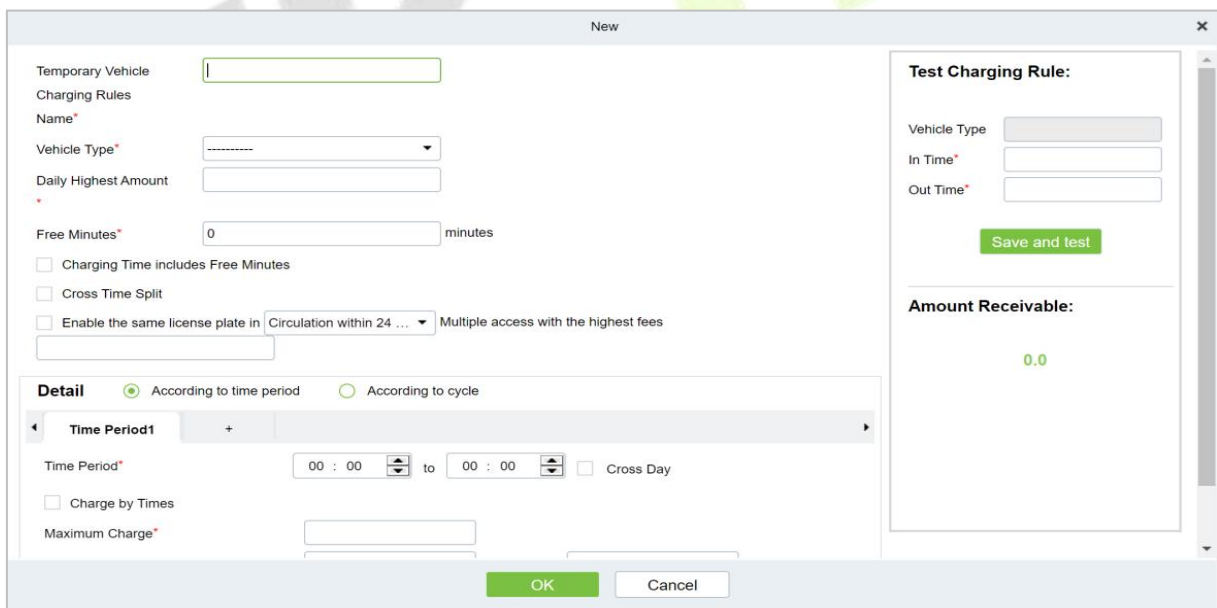 New
Temporary Vehicle
Charging Rules
Name*
Vehicle Type* ----------
Daily Highest Amount
*
Free Minutes* 0 minutes
Charging Time includes Free Minutes
Cross Time Split
Enable the same license plate in Circulation within 24 ... Multiple access with the highest fees
Detail According to time period According to cycle
Time Period1 +
Time Period* 00 : 00 to 00 : 00 Cross Day
Charge by Times
Maximum Charge*
Test Charging Rule:
Vehicle Type
In Time*
Out Time*
Save and test
Amount Receivable:
0.0
OK Cancel